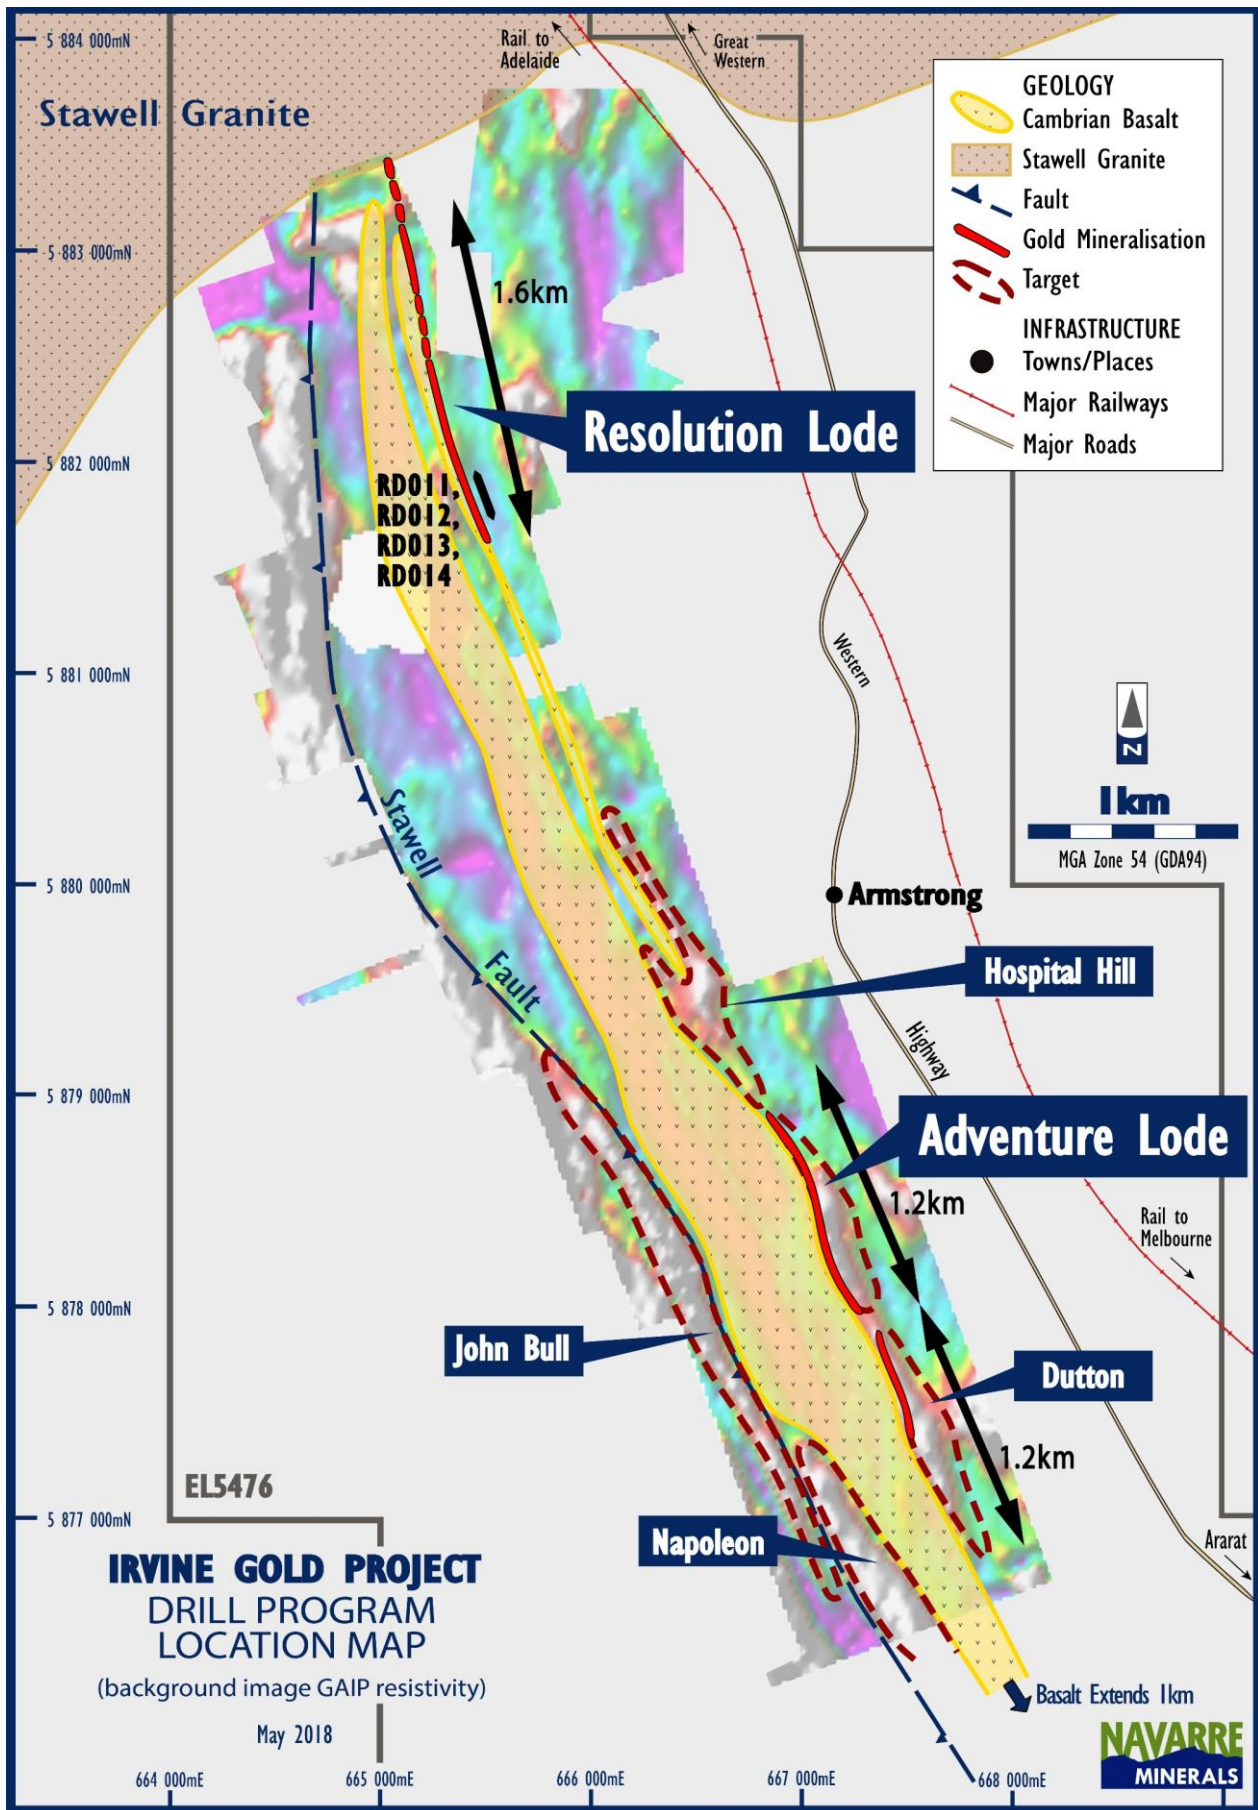 5 884 000mN
Rail to
Adelaide
Great
Western
Stawell Granite
GEOLOGY
Cambrian Basalt
Stawell Granite
Fault
Gold Mineralisation
Target
INFRASTRUCTURE
Towns/Places
Major Railways
Major Roads
5 883 000mN
1.6km
Resolution Lode
5 882 000mN
RD011,
RD012,
RD013,
RD014
5 881 000mN
Western
N
1km
MGA Zone 54 (GDA94)
Stawell
Fault
5 880 000mN
Armstrong
Hospital Hill
Highway
5 879 000mN
Adventure Lode
1.2km
Rail to
Melbourne
5 878 000mN
John Bull
Dutton
1.2km
EL5476
5 877 000mN
Napoleon
Ararat
IRVINE GOLD PROJECT
DRILL PROGRAM
LOCATION MAP
(background image GAIP resistivity)
May 2018
Basalt Extends 1km
NAVARRE
MINERALS
664 000mE
665 000mE
666 000mE
667 000mE
668 000mE